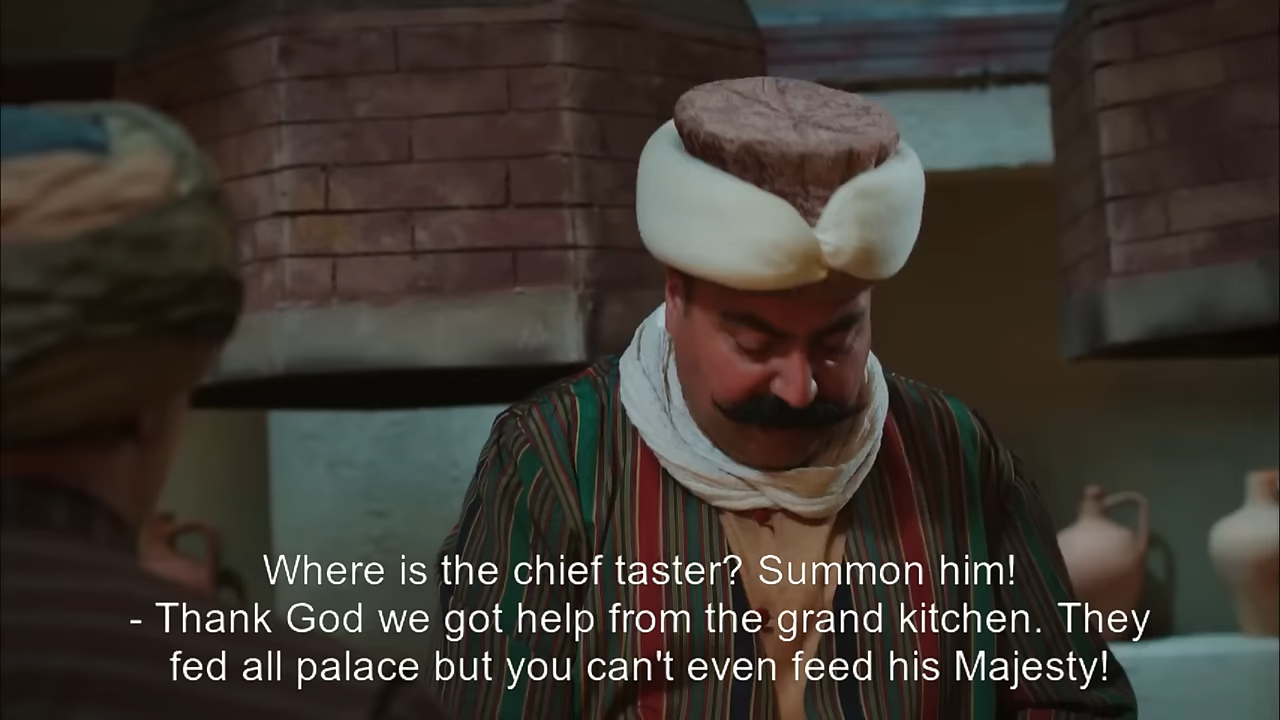 Where is the chief taster? Summon him!
- Thank God we got help from the grand kitchen. They
fed all palace but you can't even feed his Majesty!